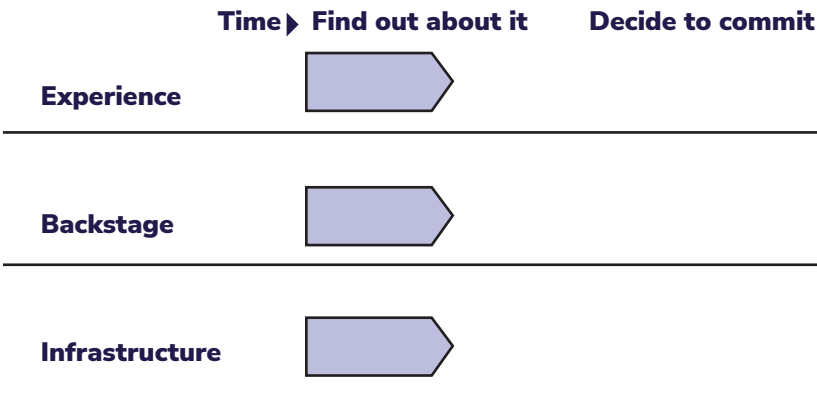 Time Find out about it Decide to commit
Experience
Backstage
Infrastructure